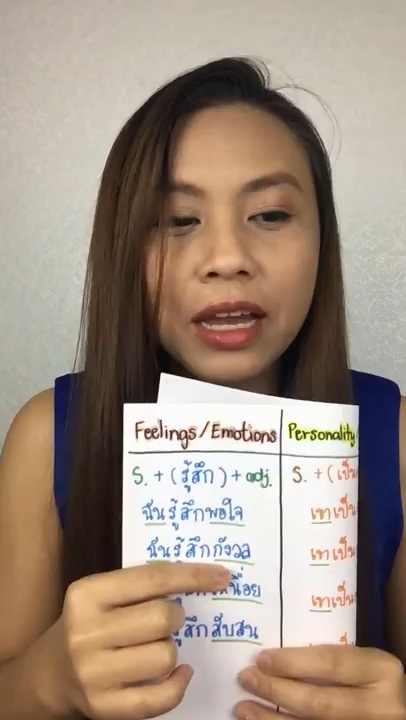 Feelings/Emotions Personality
S. + (รู้สึก) + adj. S. + (เป็น
ฉันรู้สึกพอใจ เขาเป็น
ฉันรู้สึกกังวล เขาเป็น
เขาเป็น
รู้สึก สับสน